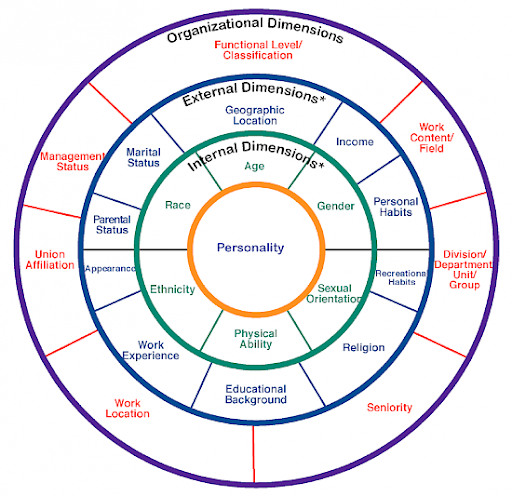 Organizational Dimensions
Functional Level/
Classification
External Dimensions*
Geographic
Location
Income
Work
Content/
Field
Marital
Status
Management
Status
Internal Dimensions*
Age
Race
Gender
Personal
Habits
Parental
Status
Personality
Union
Affiliation
Appearance
Recreational
Habits
Division/
Department
Unit/
Group
Ethnicity
Sexual
Orientation
Physical
Ability
Work
Experience
Religion
Educational
Background
Work
Location
Seniority